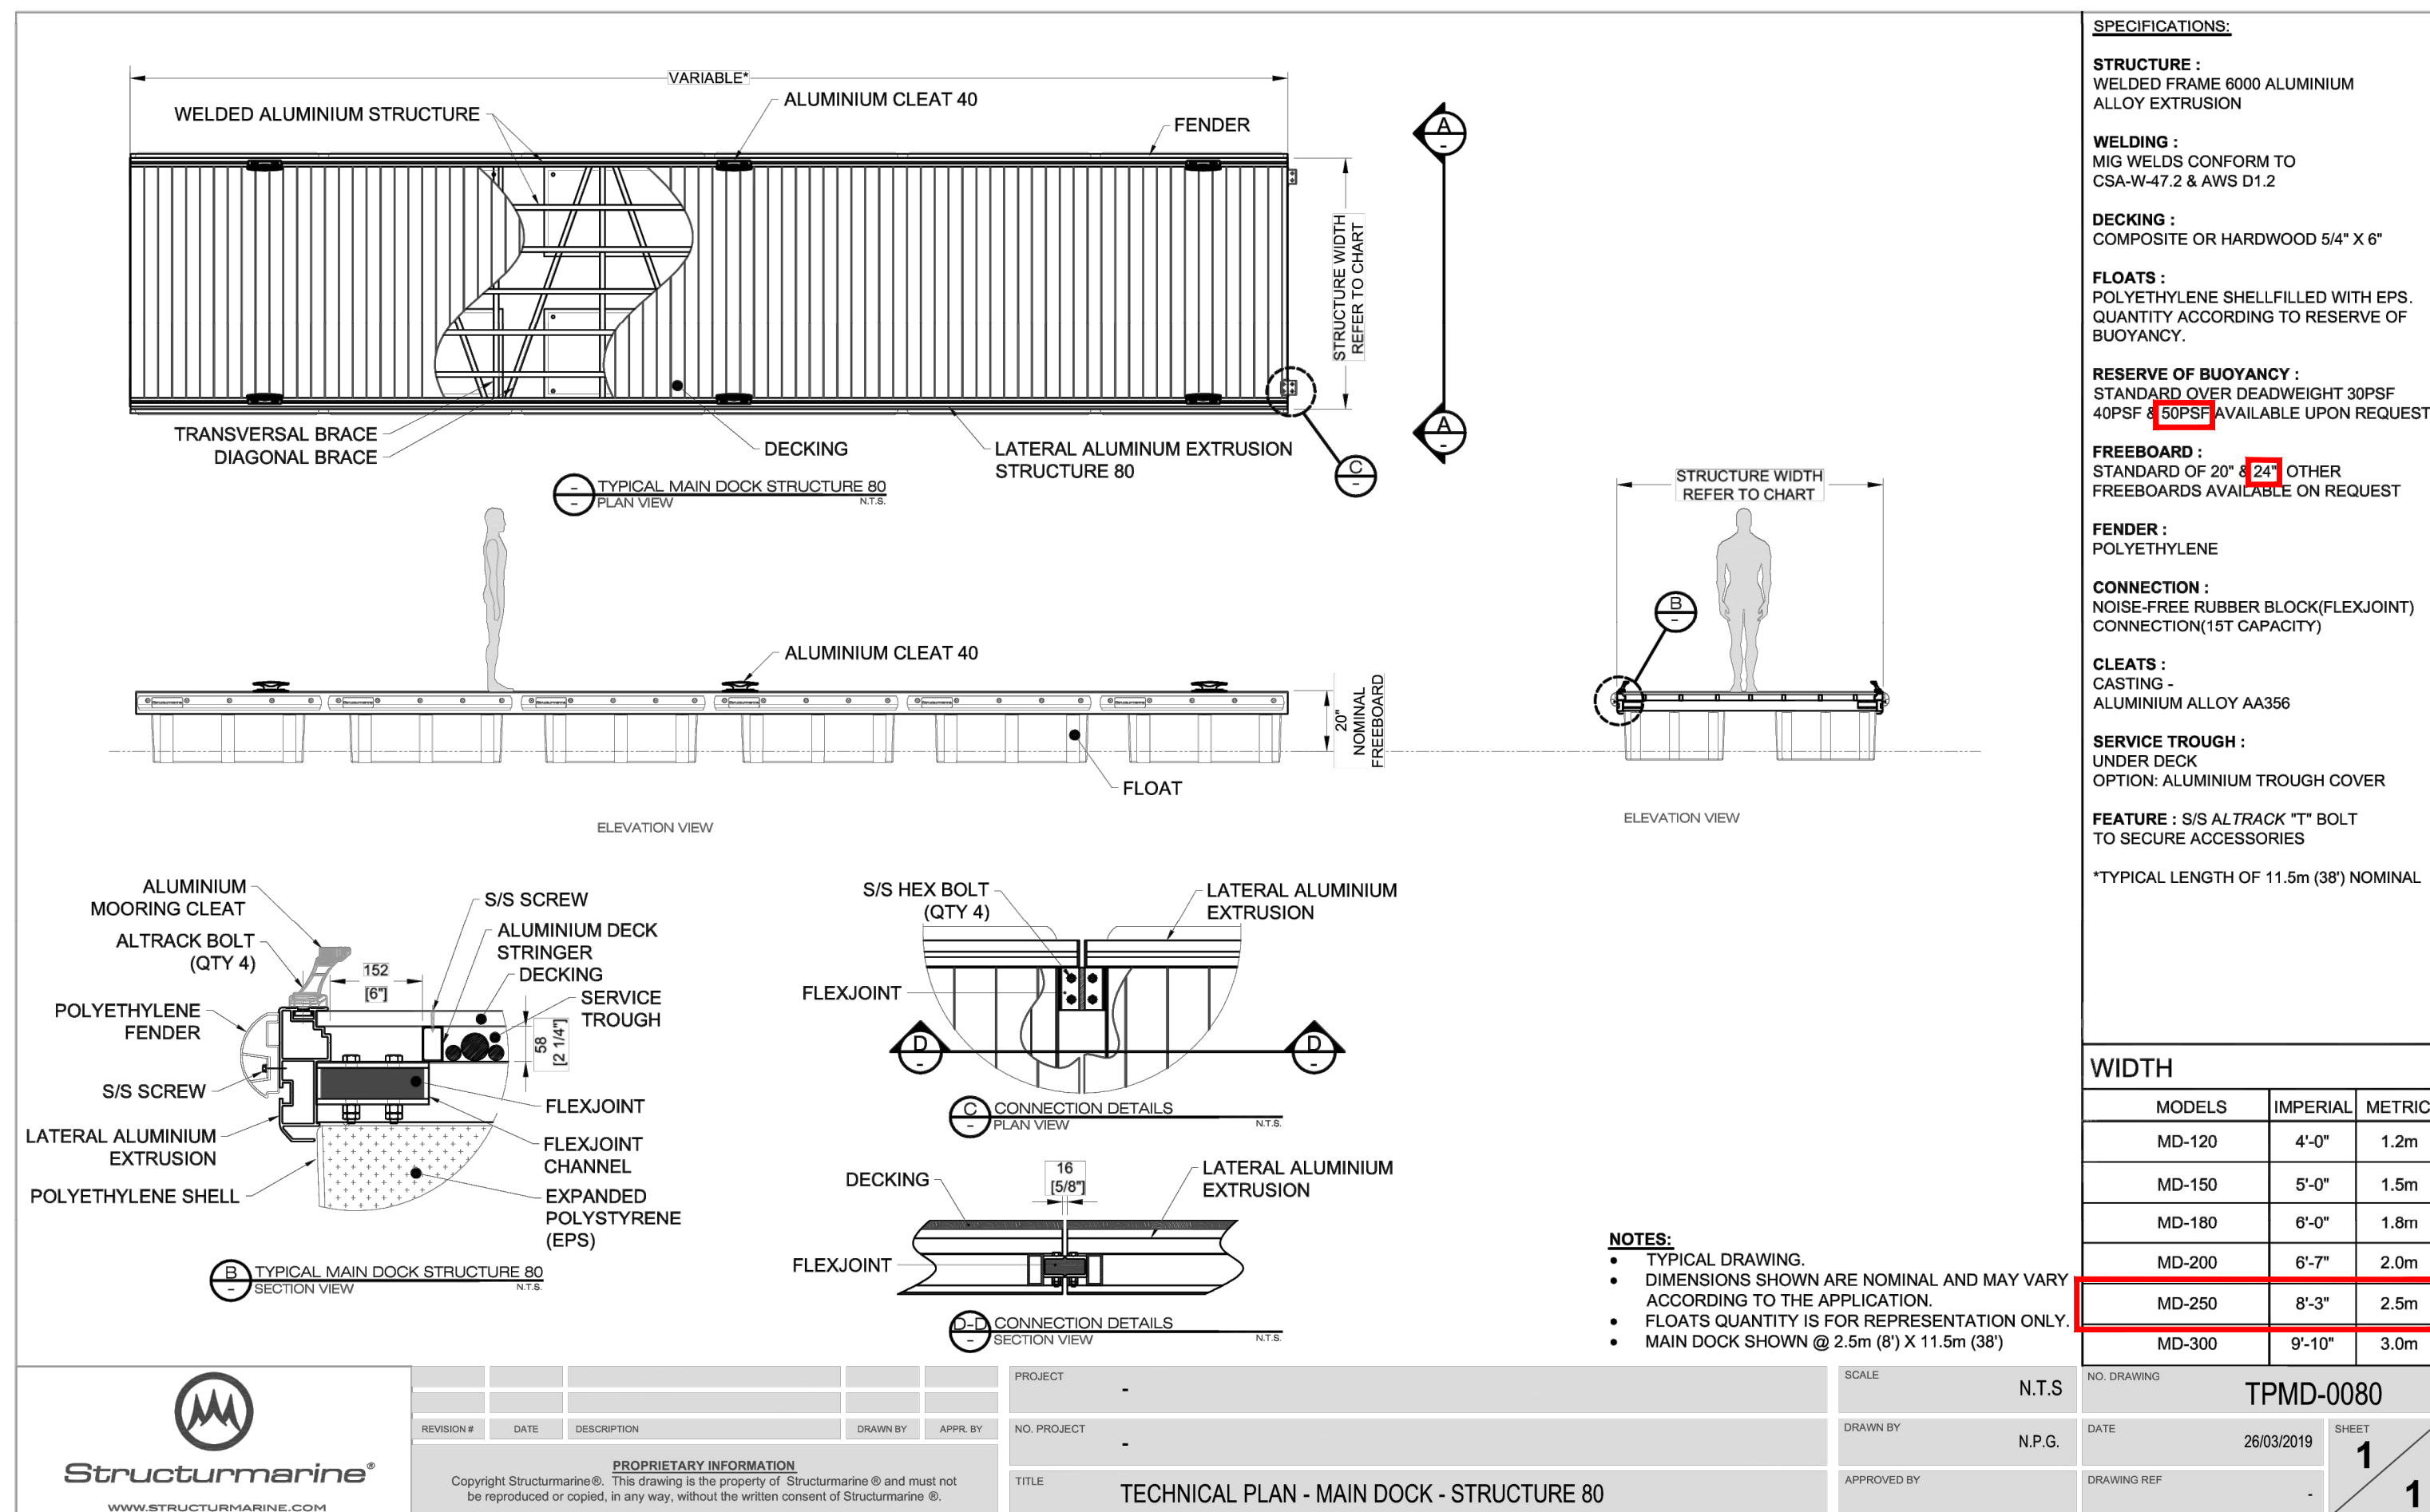 VARIABLE*
WELDED ALUMINIUM STRUCTURE
ALUMINIUM CLEAT 40
FENDER
A
-
STRUCTURE WIDTH
REFER TO CHART
A
-
TRANSVERSAL BRACE
DIAGONAL BRACE
DECKING
LATERAL ALUMINUM EXTRUSION
STRUCTURE 80
C
-
-
-
TYPICAL MAIN DOCK STRUCTURE 80
PLAN VIEW
N.T.S.
STRUCTURE WIDTH
REFER TO CHART
B
-
ALUMINIUM CLEAT 40
20"
NOMINAL
FREEBOARD
FLOAT
ELEVATION VIEW
ELEVATION VIEW
ALUMINIUM
MOORING CLEAT
ALTRACK BOLT
(QTY 4)
POLYETHYLENE
FENDER
S/S SCREW
LATERAL ALUMINIUM
EXTRUSION
POLYETHYLENE SHELL
152
[6"]
S/S SCREW
ALUMINIUM DECK
STRINGER
DECKING
SERVICE
TROUGH
58
[2 1/4"]
FLEXJOINT
FLEXJOINT
CHANNEL
EXPANDED
POLYSTYRENE
(EPS)
B
-
TYPICAL MAIN DOCK STRUCTURE 80
SECTION VIEW
N.T.S.
S/S HEX BOLT
(QTY 4)
LATERAL ALUMINIUM
EXTRUSION
FLEXJOINT
D
-
D
-
C
-
CONNECTION DETAILS
PLAN VIEW
N.T.S.
DECKING
16
[5/8"]
LATERAL ALUMINIUM
EXTRUSION
FLEXJOINT
D-D
-
CONNECTION DETAILS
SECTION VIEW
N.T.S.
NOTES:
• TYPICAL DRAWING.
• DIMENSIONS SHOWN ARE NOMINAL AND MAY VARY
ACCORDING TO THE APPLICATION.
• FLOATS QUANTITY IS FOR REPRESENTATION ONLY.
• MAIN DOCK SHOWN @ 2.5m (8') X 11.5m (38')
SPECIFICATIONS:
STRUCTURE :
WELDED FRAME 6000 ALUMINIUM
ALLOY EXTRUSION
WELDING :
MIG WELDS CONFORM TO
CSA-W-47.2 & AWS D1.2
DECKING :
COMPOSITE OR HARDWOOD 5/4" X 6"
FLOATS :
POLYETHYLENE SHELLFILLED WITH EPS.
QUANTITY ACCORDING TO RESERVE OF
BUOYANCY.
RESERVE OF BUOYANCY :
STANDARD OVER DEADWEIGHT 30PSF
40PSF & 50PSF AVAILABLE UPON REQUEST
FREEBOARD :
STANDARD OF 20" & 24" OTHER
FREEBOARDS AVAILABLE ON REQUEST
FENDER :
POLYETHYLENE
CONNECTION :
NOISE-FREE RUBBER BLOCK(FLEXJOINT)
CONNECTION(15T CAPACITY)
CLEATS :
CASTING -
ALUMINIUM ALLOY AA356
SERVICE TROUGH :
UNDER DECK
OPTION: ALUMINIUM TROUGH COVER
FEATURE : S/S ALTRACK "T" BOLT
TO SECURE ACCESSORIES
*TYPICAL LENGTH OF 11.5m (38') NOMINAL
WIDTH
MODELS IMPERIAL METRIC
MD-120 4'-0" 1.2m
MD-150 5'-0" 1.5m
MD-180 6'-0" 1.8m
MD-200 6'-7" 2.0m
MD-250 8'-3" 2.5m
MD-300 9'-10" 3.0m
Structurmarine®
WWW.STRUCTURMARINE.COM
REVISION # DATE DESCRIPTION DRAWN BY APPR. BY
PROPRIETARY INFORMATION
Copyright Structurmarine®. This drawing is the property of Structurmarine ® and must not
be reproduced or copied, in any way, without the written consent of Structurmarine ®.
PROJECT
-
NO. PROJECT
-
TITLE
TECHNICAL PLAN - MAIN DOCK - STRUCTURE 80
SCALE
N.T.S
DRAWN BY
N.P.G.
APPROVED BY
NO. DRAWING
TPMD-0080
DATE
26/03/2019
SHEET
1
1
DRAWING REF
-